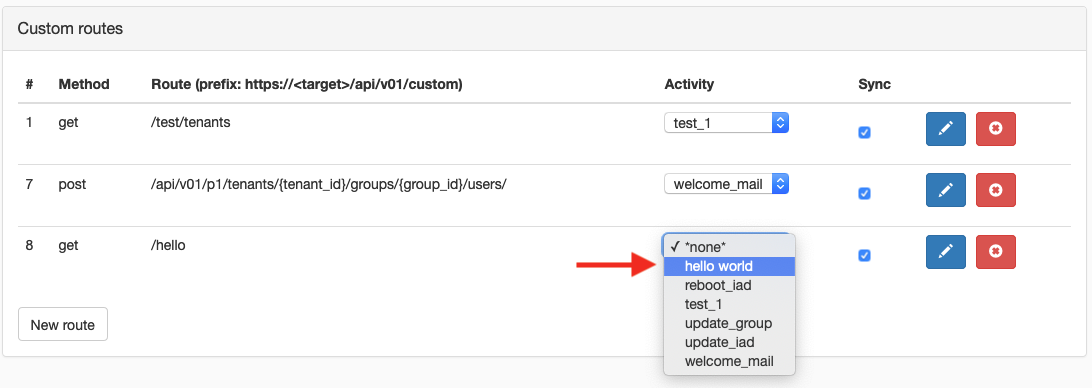 Custom routes
# Method Route (prefix: https://<target>/api/v01/custom) Activity Sync
1 get /test/tenants test_1
7 post /api/v01/p1/tenants/{tenant_id}/groups/{group_id}/users/ welcome_mail
8 get /hello
✓ *none*
hello world
reboot_iad
test_1
update_group
update_iad
welcome_mail
New route